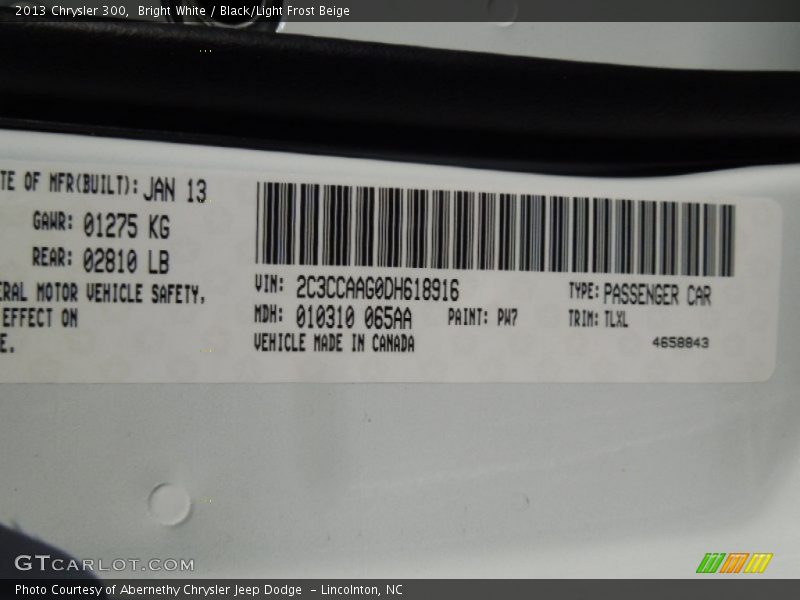 2013 Chrysler 300, Bright White / Black/Light Frost Beige
TE OF MFR(BUILT): JAN 13
GAWR: 01275 KG
REAR: 02810 LB
ERAL MOTOR VEHICLE SAFETY,
EFFECT ON
E.
VIN: 2C3CCAAG0DH618916
TYPE: PASSENGER CAR
MDH: 010310 065AA PAINT: PW7
TRIM: TLXL
VEHICLE MADE IN CANADA
4658843
GTCARLOT.COM
Photo Courtesy of Abernethy Chrysler Jeep Dodge – Lincolnton, NC